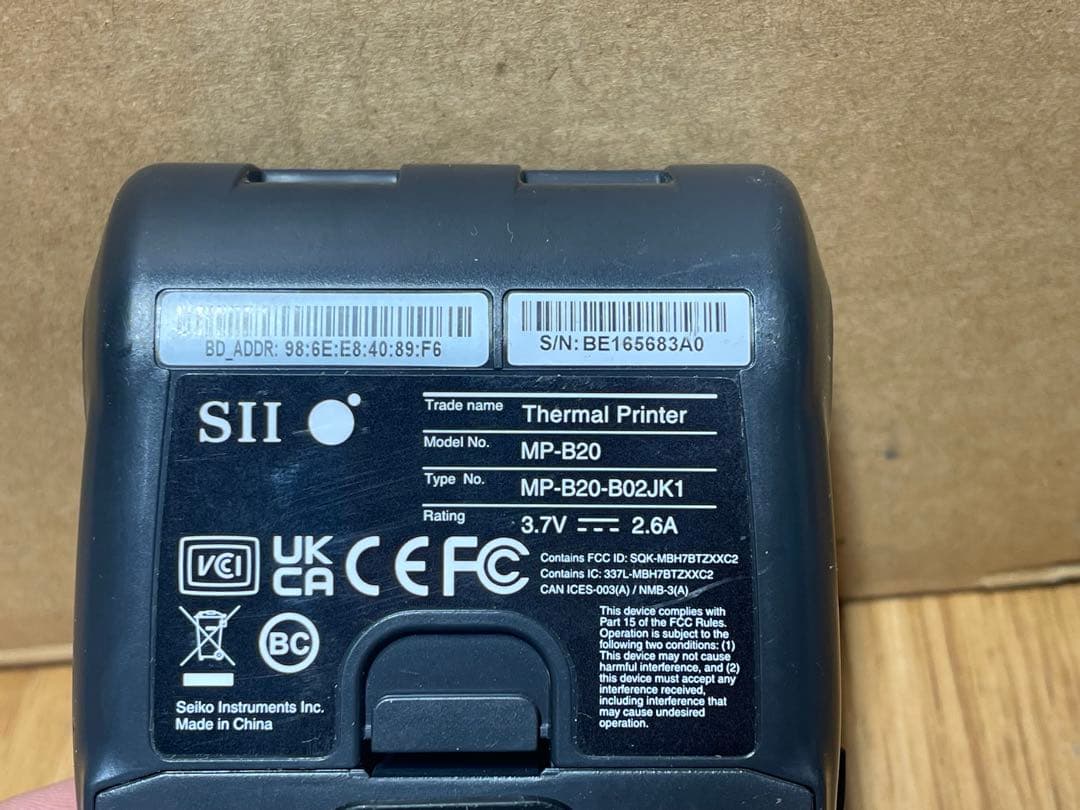 BD_ADDR: 98:6E:E8:40:89:F6
S/N: BE165683A0
SII
Trade name Thermal Printer
Model No. MP-B20
Type No. MP-B20-B02JK1
Rating 3.7V 2.6A
VCI
UK
CA
CE FC
Contains FCC ID: SQK-MBH7BTZXXC2
Contains IC: 337L-MBH7BTZXXC2
CAN ICES-003(A) / NMB-3(A)
BC
Seiko Instruments Inc.
Made in China
This device complies with
Part 15 of the FCC Rules.
Operation is subject to the
following two conditions: (1)
This device may not cause
harmful interference, and (2)
this device must accept any
interference received,
including interference that
may cause undesired
operation.